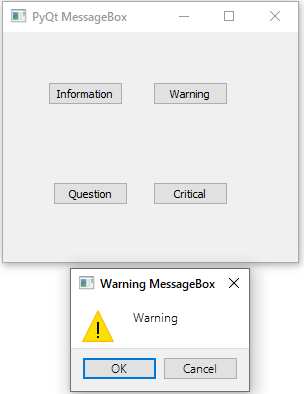 PyQt MessageBox
Information Warning
Question Critical
Warning MessageBox
Warning
OK Cancel